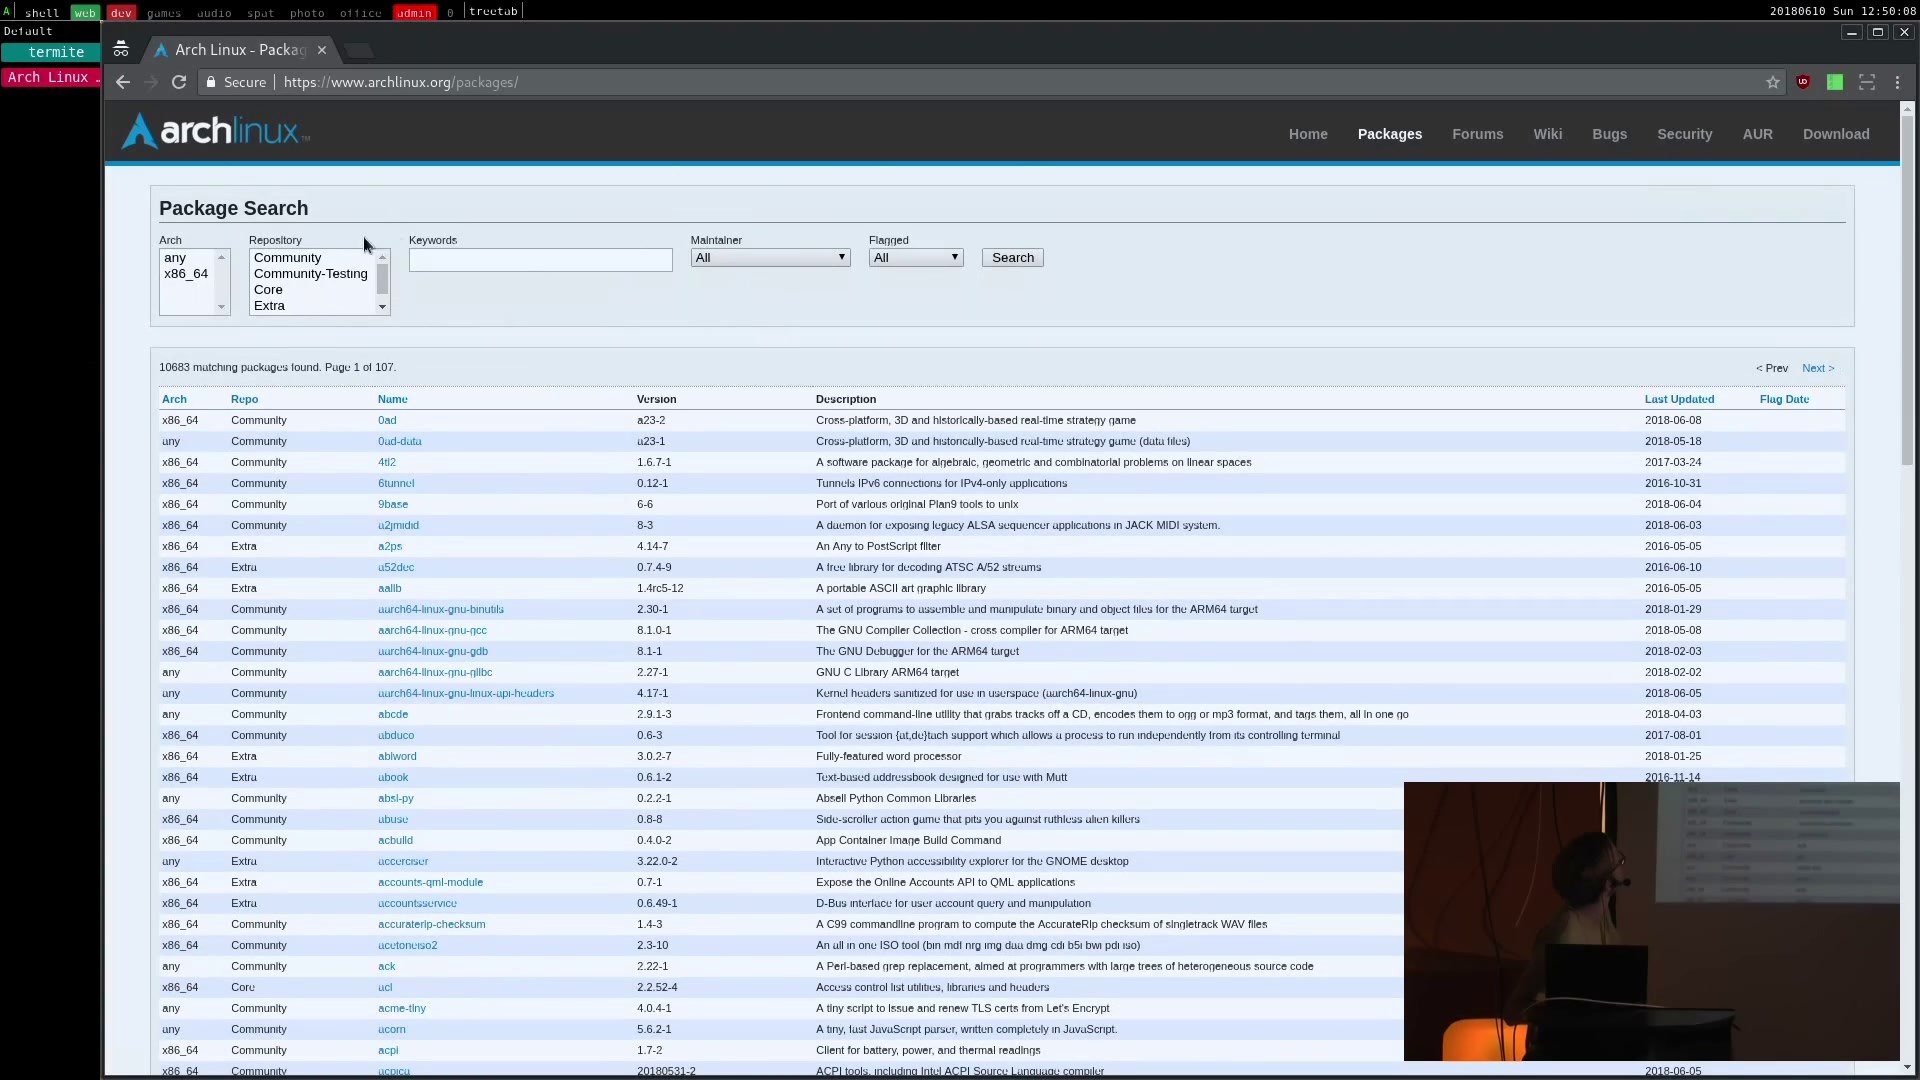 A shell web dev games audio spat photo office admin 0 treetab 20180610 Sun 12:50:08
Default
termite
Arch Linux ..
Arch Linux - Packag
Secure https://www.archlinux.org/packages/
archlinux™
Home Packages Forums Wiki Bugs Security AUR Download
Package Search
Arch Repository Keywords Maintainer Flagged
any Community All All Search
x86_64 Community-Testing
Core
Extra
10683 matching packages found. Page 1 of 107. < Prev Next >
Arch Repo Name Version Description Last Updated Flag Date
x86_64 Community 0ad a23-2 Cross-platform, 3D and historically-based real-time strategy game 2018-06-08
any Community 0ad-data a23-1 Cross-platform, 3D and historically-based real-time strategy game (data files) 2018-05-18
x86_64 Community 4ti2 1.6.7-1 A software package for algebraic, geometric and combinatorial problems on linear spaces 2017-03-24
x86_64 Community 6tunnel 0.12-1 Tunnels IPv6 connections for IPv4-only applications 2016-10-31
x86_64 Community 9base 6-6 Port of various original Plan9 tools to unix 2018-06-04
x86_64 Community a2jmidid 8-3 A daemon for exposing legacy ALSA sequencer applications in JACK MIDI system. 2018-06-03
x86_64 Extra a2ps 4.14-7 An Any to PostScript filter 2016-05-05
x86_64 Extra a52dec 0.7.4-9 A free library for decoding ATSC A/52 streams 2016-06-10
x86_64 Extra aalib 1.4rc5-12 A portable ASCII art graphic library 2016-05-05
x86_64 Community aarch64-linux-gnu-binutils 2.30-1 A set of programs to assemble and manipulate binary and object files for the ARM64 target 2018-01-29
x86_64 Community aarch64-linux-gnu-gcc 8.1.0-1 The GNU Compiler Collection - cross compiler for ARM64 target 2018-05-08
x86_64 Community aarch64-linux-gnu-gdb 8.1-1 The GNU Debugger for the ARM64 target 2018-02-03
any Community aarch64-linux-gnu-glibc 2.27-1 GNU C Library ARM64 target 2018-02-02
any Community aarch64-linux-gnu-linux-api-headers 4.17-1 Kernel headers sanitized for use in userspace (aarch64-linux-gnu) 2018-06-05
any Community abcde 2.9.1-3 Frontend command-line utility that grabs tracks off a CD, encodes them to ogg or mp3 format, and tags them, all in one go 2018-04-03
x86_64 Community abduco 0.6-3 Tool for session {at,de}tach support which allows a process to run independently from its controlling terminal 2017-08-01
x86_64 Extra abiword 3.0.2-7 Fully-featured word processor 2018-01-25
x86_64 Extra abook 0.6.1-2 Text-based addressbook designed for use with Mutt 2016-11-14
any Community absl-py 0.2.2-1 Abseil Python Common Libraries
x86_64 Community abuse 0.8-8 Side-scroller action game that pits you against ruthless alien killers
x86_64 Community acbuild 0.4.0-2 App Container Image Build Command
any Extra accerciser 3.22.0-2 Interactive Python accessibility explorer for the GNOME desktop
x86_64 Extra accounts-qml-module 0.7-1 Expose the Online Accounts API to QML applications
x86_64 Extra accountsservice 0.6.49-1 D-Bus interface for user account query and manipulation
x86_64 Community accuraterip-checksum 1.4-3 A C99 commandline program to compute the AccurateRip checksum of singletrack WAV files
x86_64 Community acetoneiso2 2.3-10 An all in one ISO tool (bin mdf nrg img daa dmg cdi b5i bwi pdi iso)
any Community ack 2.22-1 A Perl-based grep replacement, aimed at programmers with large trees of heterogeneous source code
x86_64 Core acl 2.2.52-4 Access control list utilities, libraries and headers
any Community acme-tiny 4.0.4-1 A tiny script to issue and renew TLS certs from Let's Encrypt
any Community acorn 5.6.2-1 A tiny, fast JavaScript parser, written completely in JavaScript.
x86_64 Community acpi 1.7-2 Client for battery, power, and thermal readings
x86_64 Community acpica 20180531-2 ACPI tools, including Intel ACPI Source Language compiler 2018-06-05